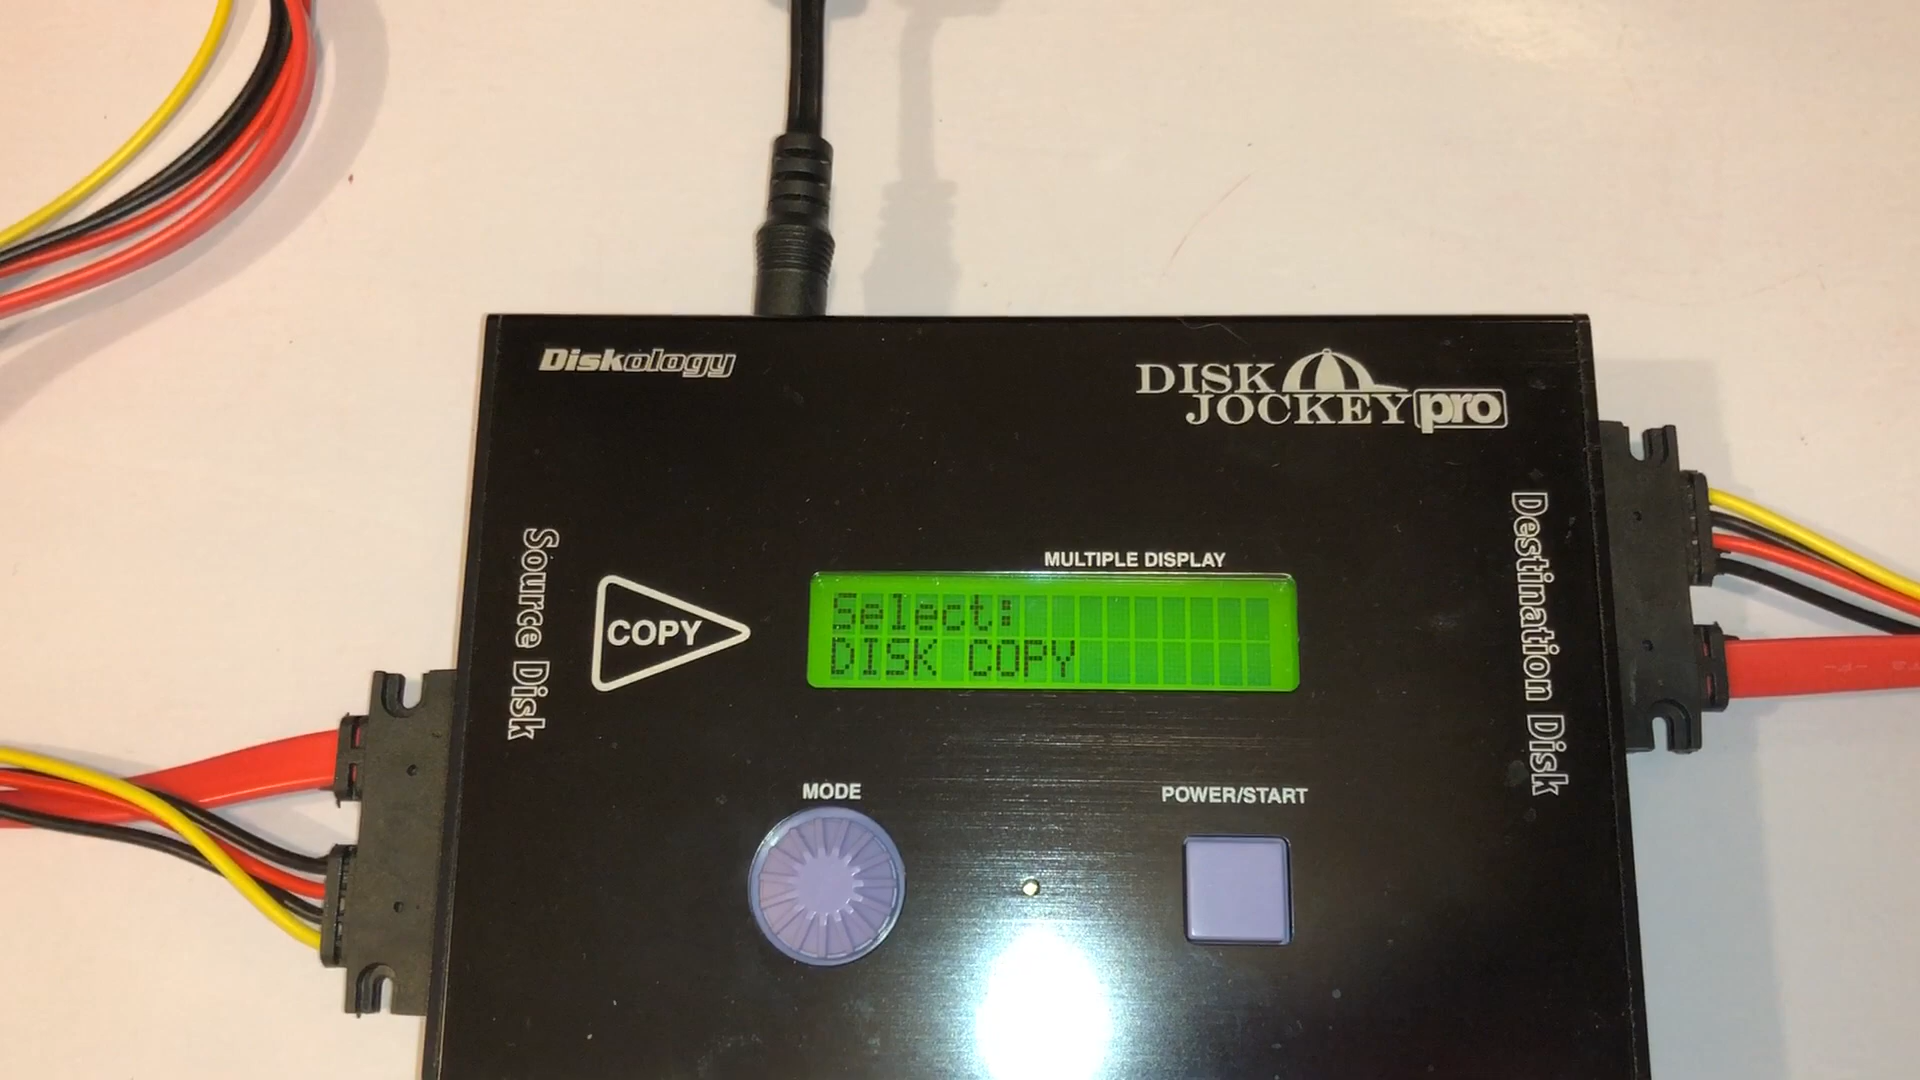 Diskology
DISK
JOCKEY pro
Source Disk
COPY
MULTIPLE DISPLAY
Select:
DISK COPY
Destination Disk
MODE
POWER/START